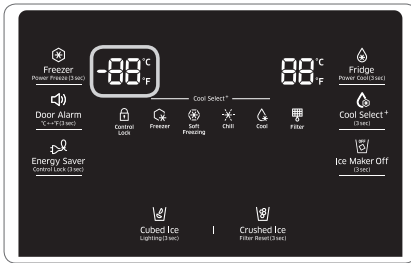 Freezer
Power Freeze (3 sec)
-88 °C °F
88 °C °F
Fridge
Power Cool (3 sec)
Door Alarm
°C↔°F (3 sec)
Cool Select+
Control Lock
Freezer
Soft Freezing
Chill
Cool
Filter
Cool Select+
(3 sec)
Energy Saver
Control Lock (3 sec)
OFF
Ice Maker Off
(3 sec)
Cubed Ice
Lighting (3 sec)
|
Crushed Ice
Filter Reset (3 sec)